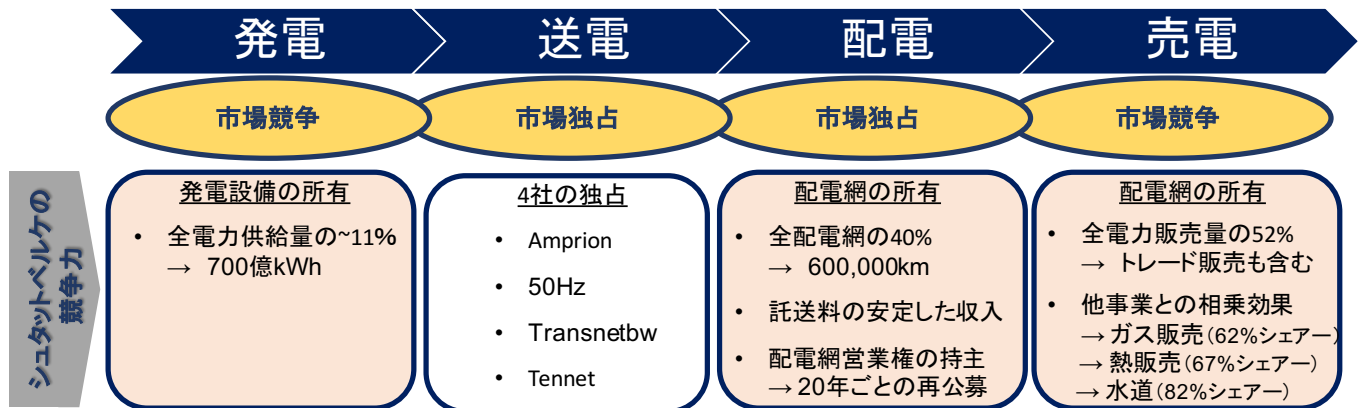 発電
送電
配電
売電
市場競争
市場独占
市場独占
市場競争
シュタットベルケの
競争力
発電設備の所有
• 全電力供給量の~11%
→ 700億kWh
4社の独占
• Amprion
• 50Hz
• Transnetbw
• Tennet
配電網の所有
• 全配電網の40%
→ 600,000km
• 託送料の安定した収入
• 配電網営業権の持主
→ 20年ごとの再公募
配電網の所有
• 全電力販売量の52%
→ トレード販売も含む
• 他事業との相乗効果
→ ガス販売(62%シェアー)
→ 熱販売(67%シェアー)
→ 水道(82%シェアー)